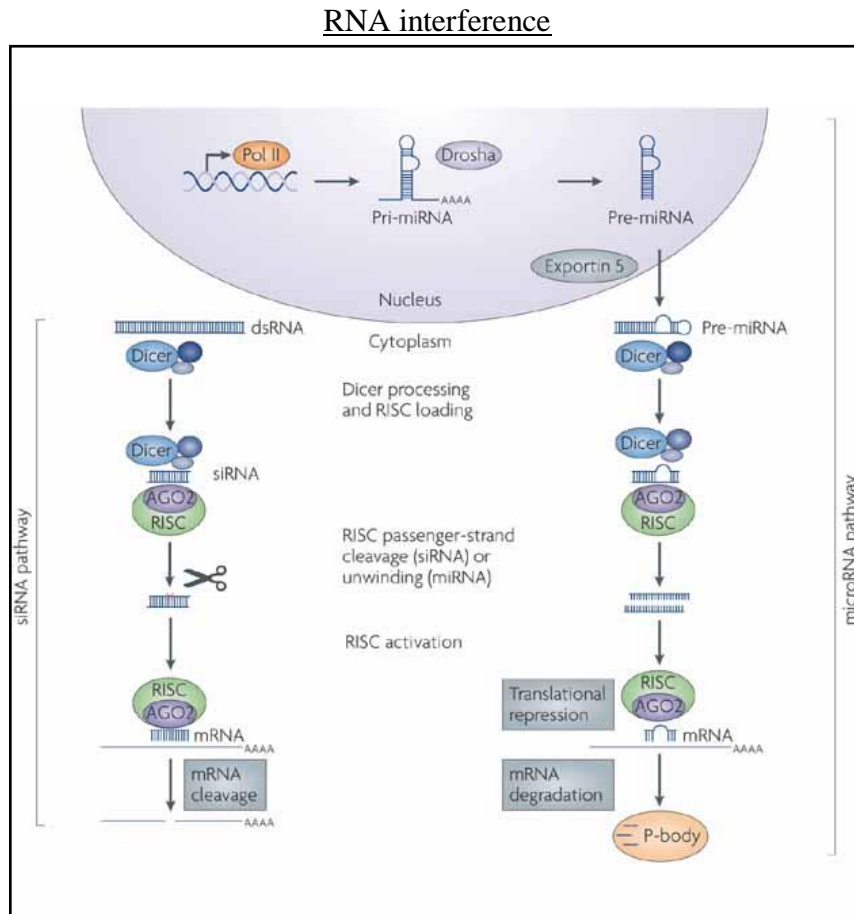 RNA interference
Pol II
Drosha
AAAA
Pri-miRNA
Pre-miRNA
Exportin 5
Nucleus
dsRNA
Cytoplasm
Pre-miRNA
Dicer
Dicer
Dicer processing
and RISC loading
Dicer
siRNA
AGO2
RISC
Dicer
AGO2
RISC
RISC passenger-strand
cleavage (siRNA) or
unwinding (miRNA)
siRNA pathway
microRNA pathway
RISC activation
RISC
AGO2
mRNA
AAAA
Translational
repression
RISC
AGO2
mRNA
AAAA
mRNA
cleavage
AAAA
mRNA
degradation
P-body